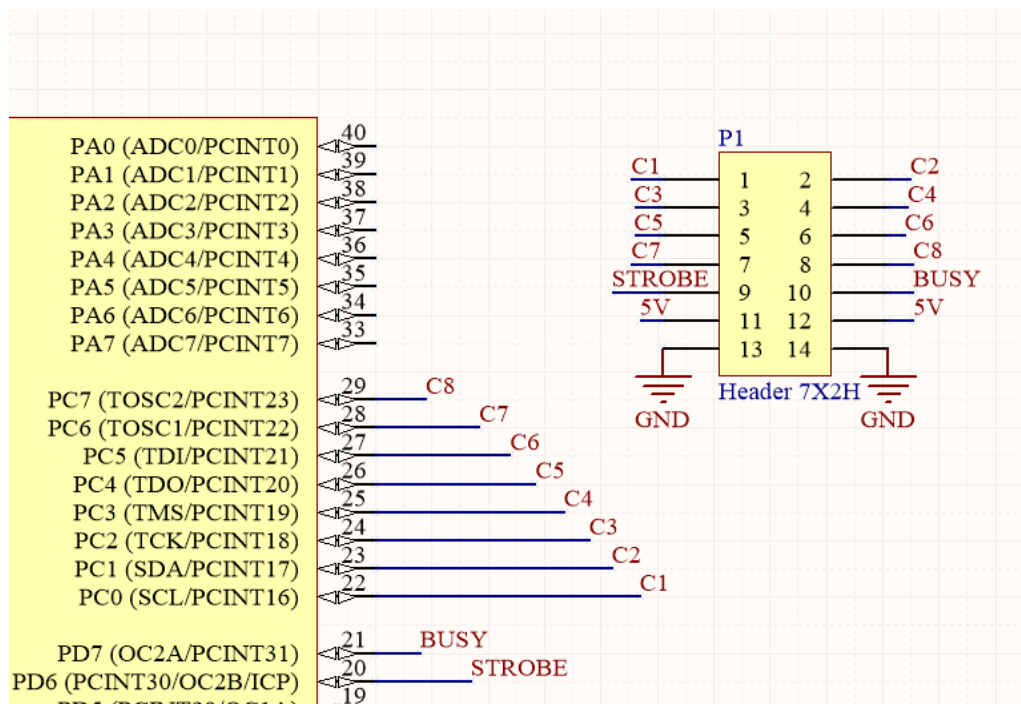 PA0 (ADC0/PCINT0) 40
PA1 (ADC1/PCINT1) 39
PA2 (ADC2/PCINT2) 38
PA3 (ADC3/PCINT3) 37
PA4 (ADC4/PCINT4) 36
PA5 (ADC5/PCINT5) 35
PA6 (ADC6/PCINT6) 34
PA7 (ADC7/PCINT7) 33
PC7 (TOSC2/PCINT23) 29 C8
PC6 (TOSC1/PCINT22) 28 C7
PC5 (TDI/PCINT21) 27 C6
PC4 (TDO/PCINT20) 26 C5
PC3 (TMS/PCINT19) 25 C4
PC2 (TCK/PCINT18) 24 C3
PC1 (SDA/PCINT17) 23 C2
PC0 (SCL/PCINT16) 22 C1
PD7 (OC2A/PCINT31) 21 BUSY
PD6 (PCINT30/OC2B/ICP) 20 STROBE
19
P1
C1 1 2 C2
C3 3 4 C4
C5 5 6 C6
C7 7 8 C8
STROBE 9 10 BUSY
5V 11 12 5V
13 14
Header 7X2H
GND GND